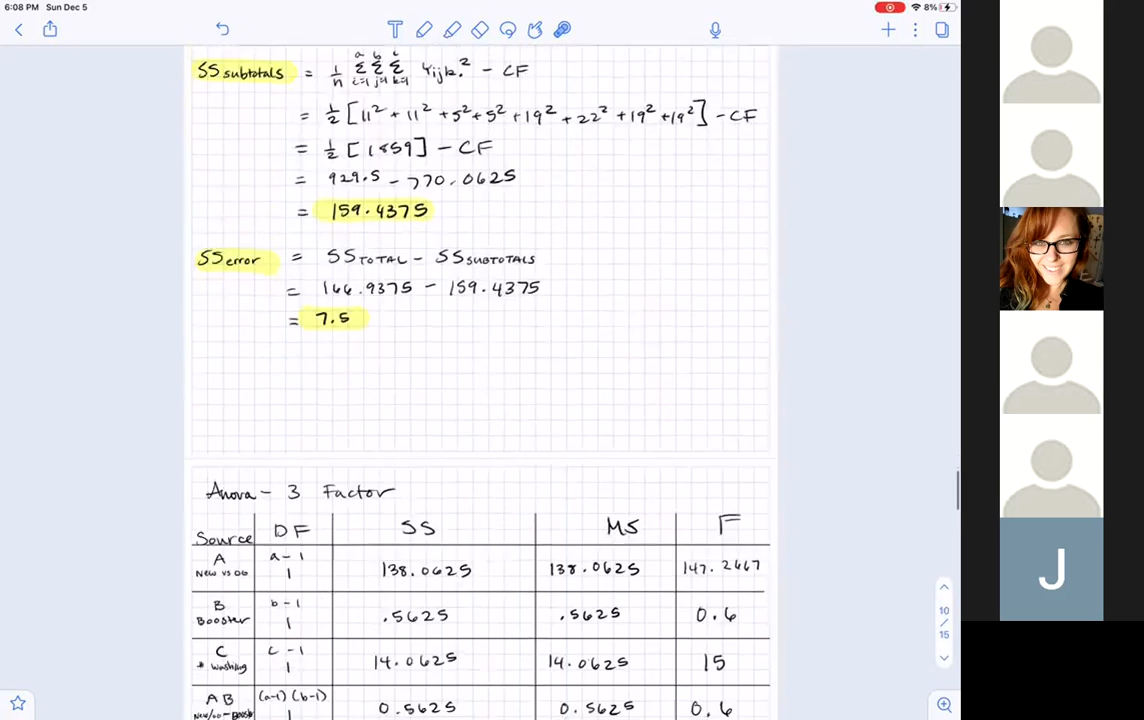 6:08 PM Sun Dec 5
8%
SS subtotals = 1/n Σ Σ Σ Yijk.² - CF
a b c
i=1 j=1 k=1
= 1/2 [11² + 11² + 5² + 5² + 19² + 22² + 19² + 19²] - CF
= 1/2 [1859] - CF
= 929.5 - 770.0625
= 159.4375
SS error = SS TOTAL - SS SUBTOTALS
= 166.9375 - 159.4375
= 7.5
Anova - 3 Factor
Source DF SS MS F
A a-1
New vs OG 1 138.0625 138.0625 147.2667
B b-1
Booster 1 .5625 .5625 0.6
C c-1
* washing 1 14.0625 14.0625 15
AB (a-1)(b-1)
1 0.5625 0.5625 0.6
10
/
15
J